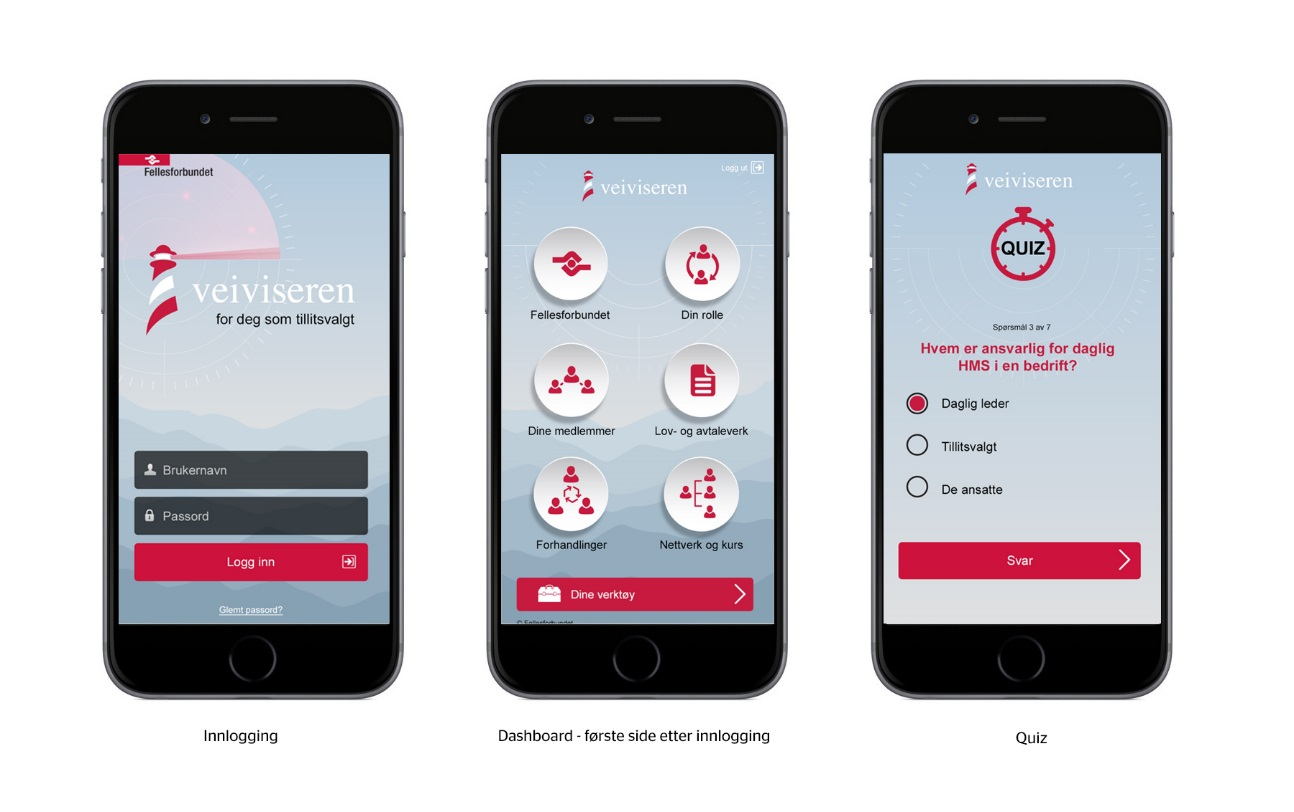 Fellesforbundet
veiviseren
for deg som tillitsvalgt
Brukernavn
Passord
Logg inn
Glemt passord?
Innlogging
Logg ut
veiviseren
Fellesforbundet
Din rolle
Dine medlemmer
Lov- og avtaleverk
Forhandlinger
Nettverk og kurs
Dine verktøy
© Fellesforbundet
Dashboard - første side etter innlogging
veiviseren
QUIZ
Spørsmål 3 av 7
Hvem er ansvarlig for daglig
HMS i en bedrift?
Daglig leder
Tillitsvalgt
De ansatte
Svar
Quiz